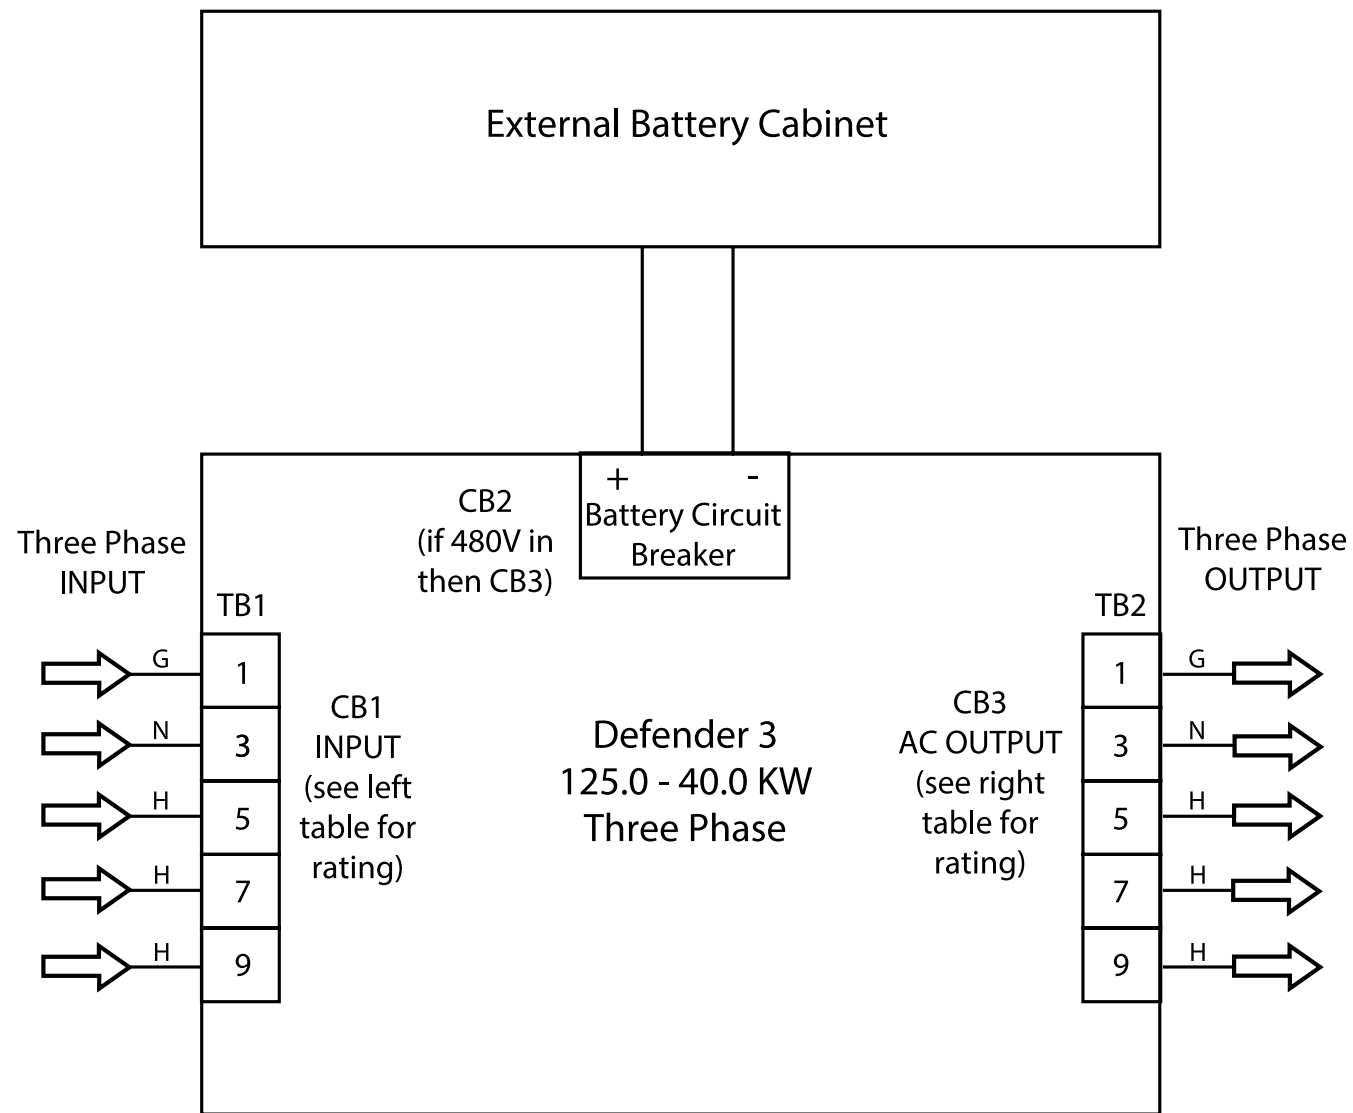 External Battery Cabinet
+ -
Battery Circuit
Breaker
CB2
(if 480V in
then CB3)
Three Phase
INPUT
TB1
G 1
N 3
H 5
H 7
H 9
CB1
INPUT
(see left
table for
rating)
Defender 3
125.0 - 40.0 KW
Three Phase
CB3
AC OUTPUT
(see right
table for
rating)
Three Phase
OUTPUT
TB2
1 G
3 N
5 H
7 H
9 H